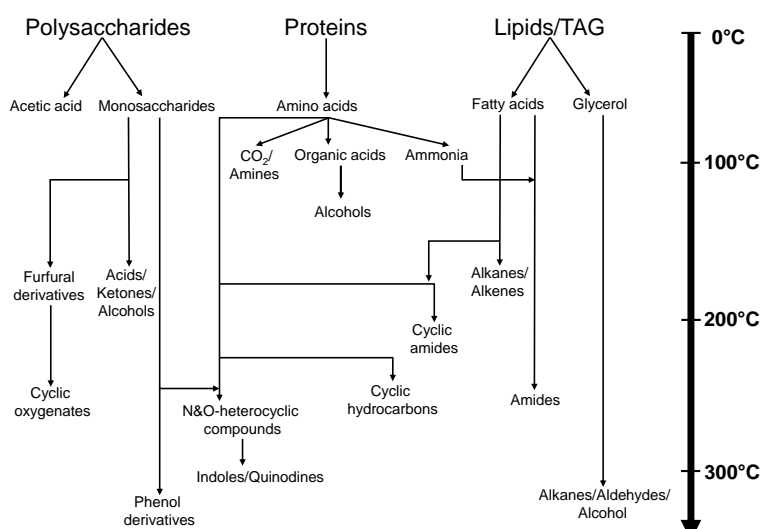 Polysaccharides
Proteins
Lipids/TAG
0°C
Acetic acid
Monosaccharides
Amino acids
Fatty acids
Glycerol
CO₂/
Amines
Organic acids
Ammonia
100°C
Alcohols
Furfural
derivatives
Acids/
Ketones/
Alcohols
Alkanes/
Alkenes
200°C
Cyclic
amides
Cyclic
oxygenates
N&O-heterocyclic
compounds
Cyclic
hydrocarbons
Amides
Indoles/Quinodines
300°C
Phenol
derivatives
Alkanes/Aldehydes/
Alcohol